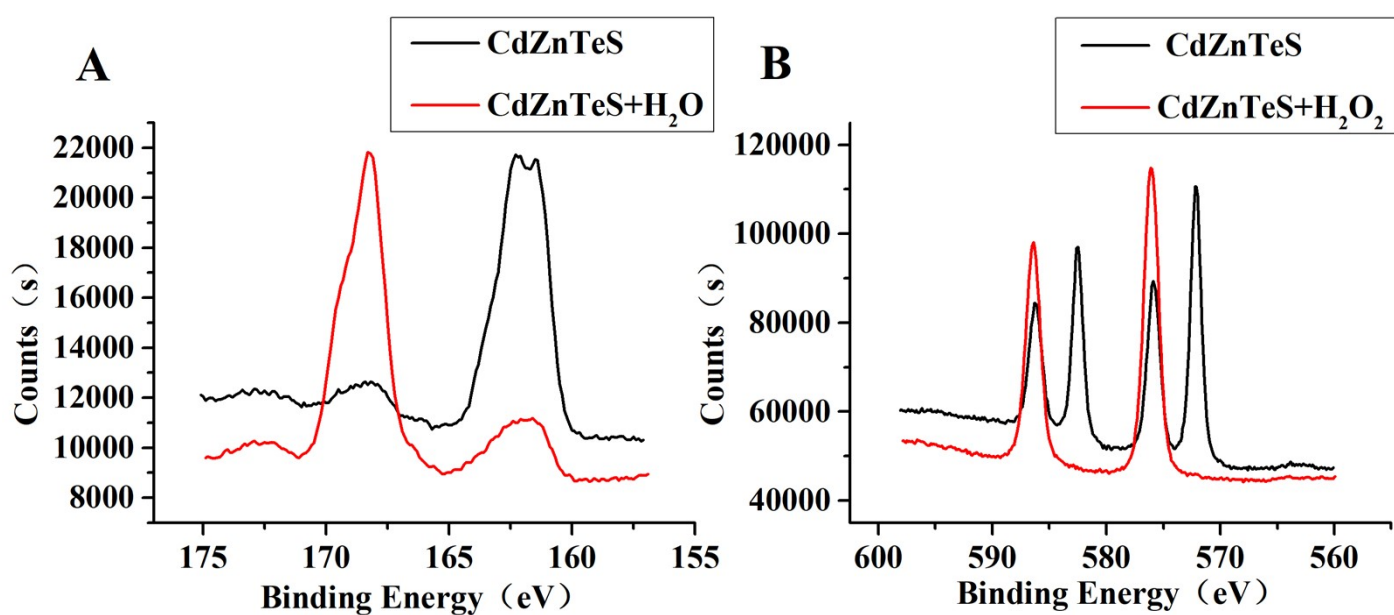 A
CdZnTeS
CdZnTeS+H₂O
22000
20000
18000
16000
14000
12000
10000
8000
Counts（s）
175
170
165
160
155
Binding Energy（eV）
B
CdZnTeS
CdZnTeS+H₂O₂
120000
100000
80000
60000
40000
Counts（s）
600
590
580
570
560
Binding Energy（eV）